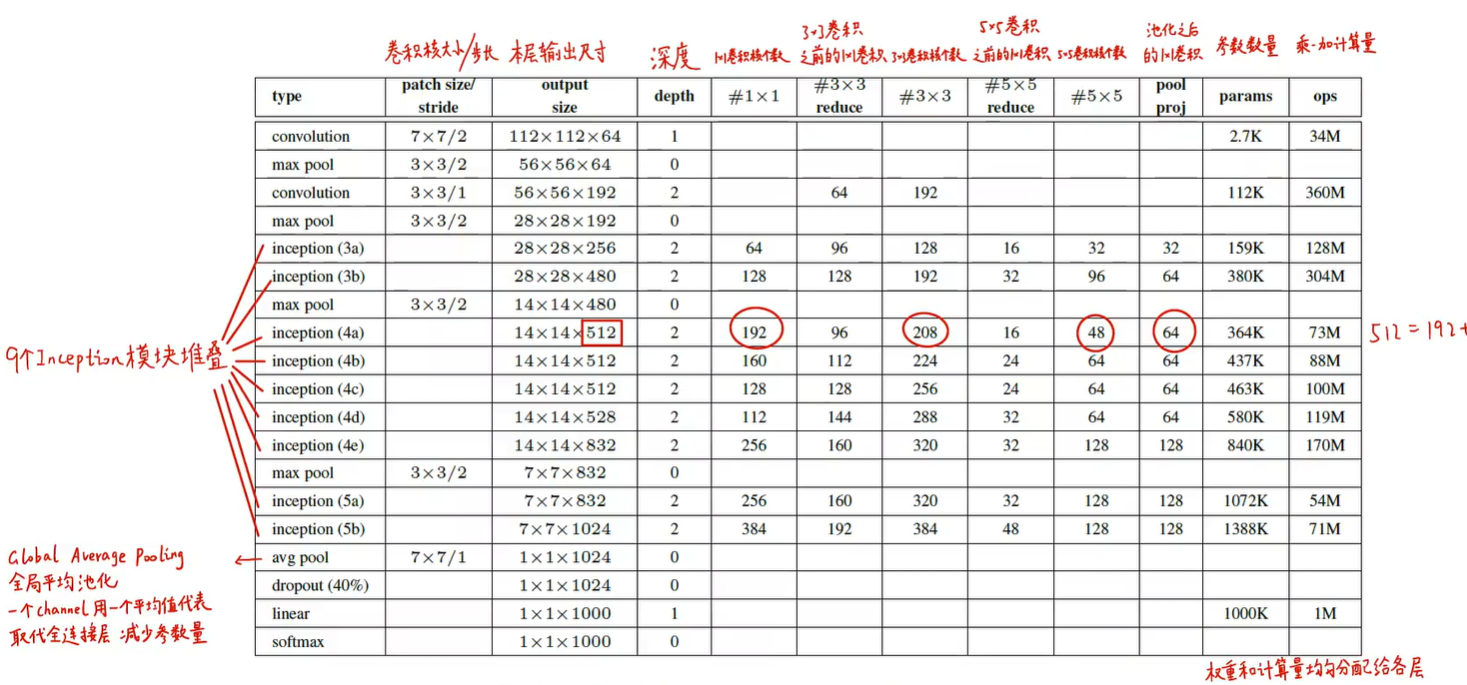 3×3卷积 5×5卷积 池化之后
卷积核大小/步长 本层输出尺寸 深度 1×1卷积核个数 之前的1×1卷积 3×3卷积核个数 之前的1×1卷积 5×5卷积核个数 的1×1卷积 参数数量 乘-加计算量
type patch size/ stride output size depth #1×1 #3×3 reduce #3×3 #5×5 reduce #5×5 pool proj params ops
convolution 7×7/2 112×112×64 1 2.7K 34M
max pool 3×3/2 56×56×64 0
convolution 3×3/1 56×56×192 2 64 192 112K 360M
max pool 3×3/2 28×28×192 0
inception (3a) 28×28×256 2 64 96 128 16 32 32 159K 128M
inception (3b) 28×28×480 2 128 128 192 32 96 64 380K 304M
max pool 3×3/2 14×14×480 0
inception (4a) 14×14×512 2 192 96 208 16 48 64 364K 73M 512=192+
9个Inception模块堆叠 inception (4b) 14×14×512 2 160 112 224 24 64 64 437K 88M
inception (4c) 14×14×512 2 128 128 256 24 64 64 463K 100M
inception (4d) 14×14×528 2 112 144 288 32 64 64 580K 119M
inception (4e) 14×14×832 2 256 160 320 32 128 128 840K 170M
max pool 3×3/2 7×7×832 0
inception (5a) 7×7×832 2 256 160 320 32 128 128 1072K 54M
inception (5b) 7×7×1024 2 384 192 384 48 128 128 1388K 71M
Global Average Pooling avg pool 7×7/1 1×1×1024 0
全局平均池化 dropout (40%) 1×1×1024 0
一个channel用一个平均值代表 linear 1×1×1000 1 1000K 1M
取代全连接层 减少参数量 softmax 1×1×1000 0
权重和计算量均匀分配给各层